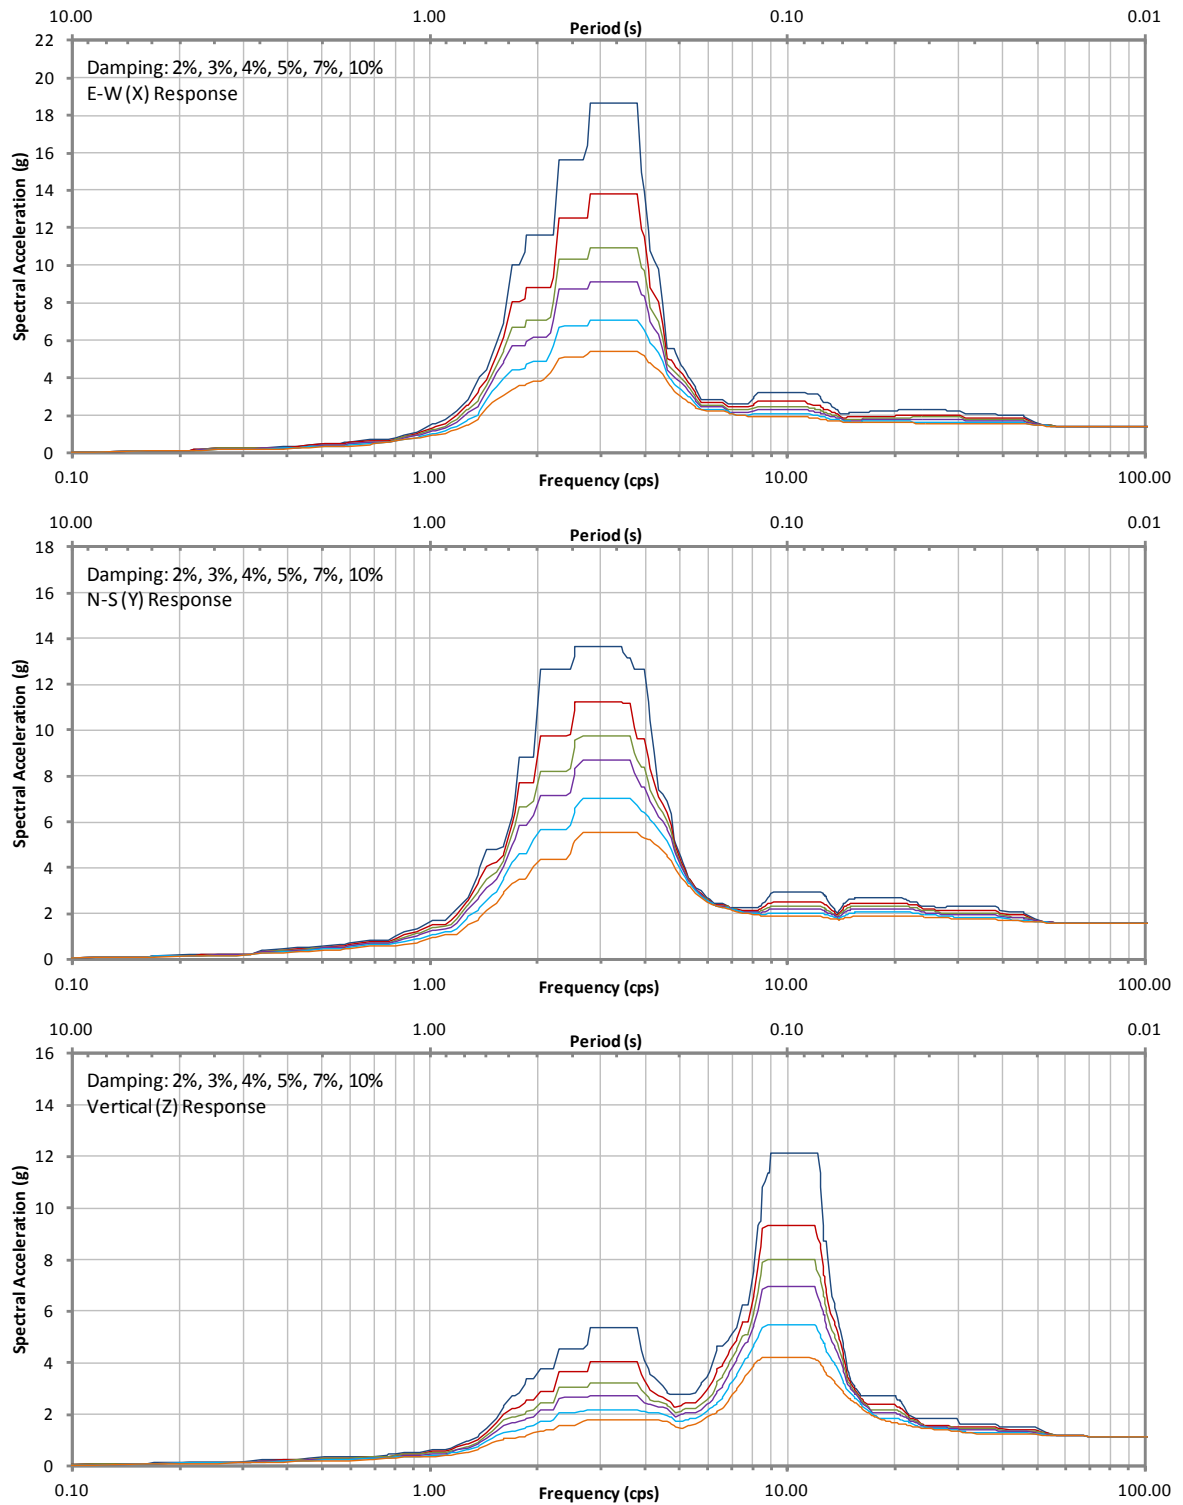 10.00 1.00 0.10 0.01
Period (s)
22
20
18
16
14
12
10
8
6
4
2
0
Spectral Acceleration (g)
Damping: 2%, 3%, 4%, 5%, 7%, 10%
E-W (X) Response
0.10 1.00 10.00 100.00
Frequency (cps)
10.00 1.00 0.10 0.01
Period (s)
18
16
14
12
10
8
6
4
2
0
Spectral Acceleration (g)
Damping: 2%, 3%, 4%, 5%, 7%, 10%
N-S (Y) Response
0.10 1.00 10.00 100.00
Frequency (cps)
10.00 1.00 0.10 0.01
Period (s)
16
14
12
10
8
6
4
2
0
Spectral Acceleration (g)
Damping: 2%, 3%, 4%, 5%, 7%, 10%
Vertical (Z) Response
0.10 1.00 10.00 100.00
Frequency (cps)